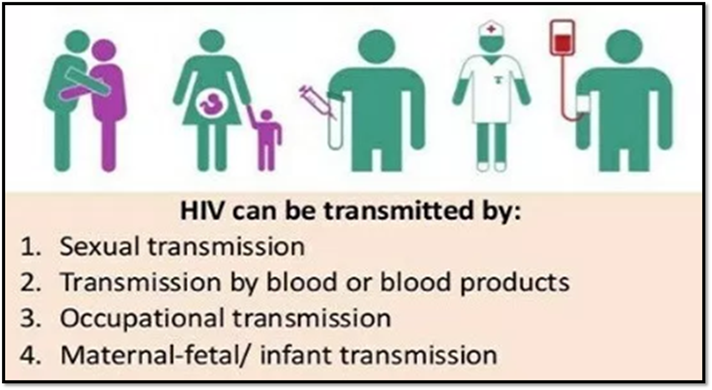 HIV can be transmitted by:
1. Sexual transmission
2. Transmission by blood or blood products
3. Occupational transmission
4. Maternal-fetal/ infant transmission